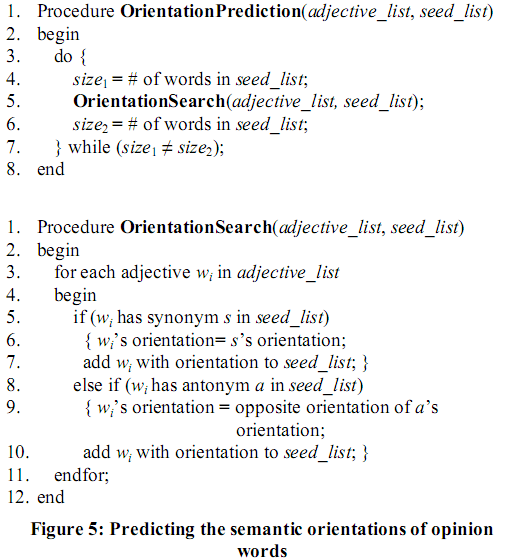 1. Procedure OrientationPrediction(adjective_list, seed_list)
2. begin
3. do {
4. size₁ = # of words in seed_list;
5. OrientationSearch(adjective_list, seed_list);
6. size₂ = # of words in seed_list;
7. } while (size₁ ≠ size₂);
8. end
1. Procedure OrientationSearch(adjective_list, seed_list)
2. begin
3. for each adjective wᵢ in adjective_list
4. begin
5. if (wᵢ has synonym s in seed_list)
6. { wᵢ's orientation= s's orientation;
7. add wᵢ with orientation to seed_list; }
8. else if (wᵢ has antonym a in seed_list)
9. { wᵢ's orientation = opposite orientation of a's
orientation;
10. add wᵢ with orientation to seed_list; }
11. endfor;
12. end
Figure 5: Predicting the semantic orientations of opinion
words